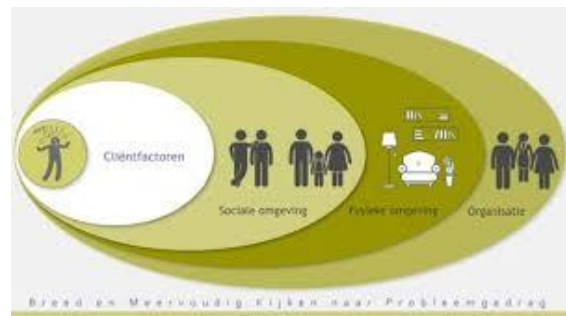 Cliëntfactoren
Sociale omgeving
Fysieke omgeving
Organisatie
Breed en Meervoudig Kijken naar Probleemgedrag